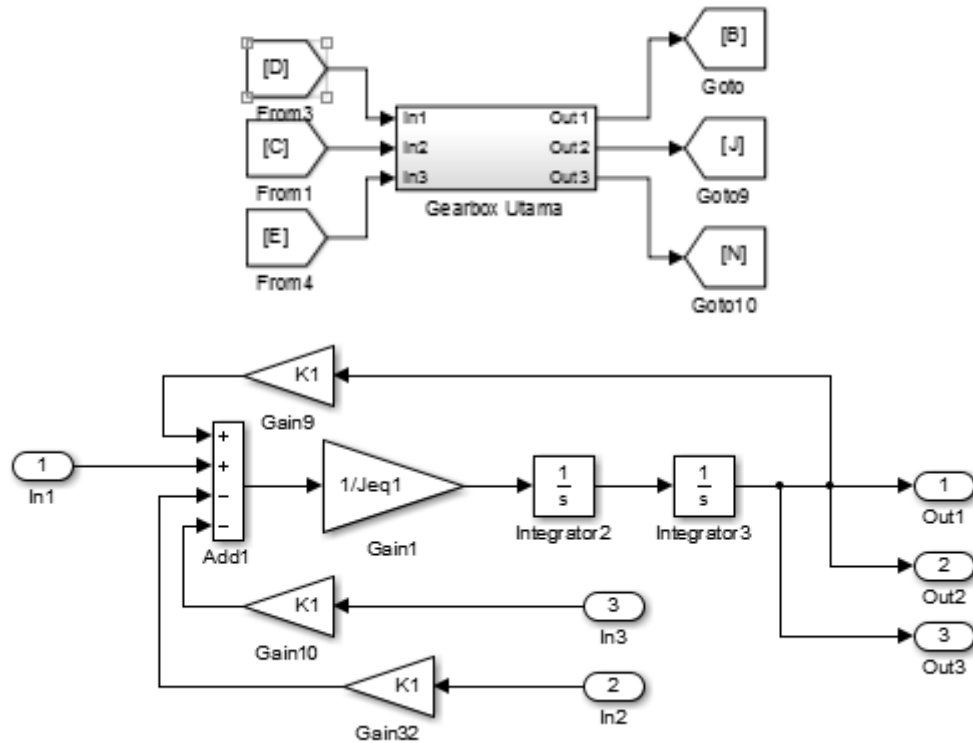 [D]
From3
[C]
From1
[E]
From4
In1
In2
In3
Out1
Out2
Out3
Gearbox Utama
[B]
Goto
[J]
Goto9
[N]
Goto10
K1
Gain9
1
In1
+
+
−
−
Add1
1/Jeq1
Gain1
1
s
Integrator2
1
s
Integrator3
1
Out1
2
Out2
3
Out3
K1
Gain10
3
In3
K1
Gain32
2
In2